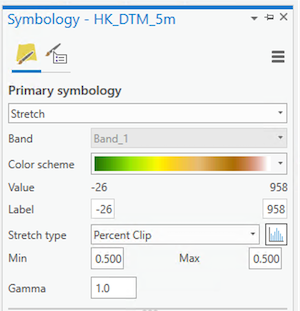 Symbology - HK_DTM_5m
Primary symbology
Stretch
Band Band_1
Color scheme
Value -26 958
Label -26 958
Stretch type Percent Clip
Min 0.500 Max 0.500
Gamma 1.0